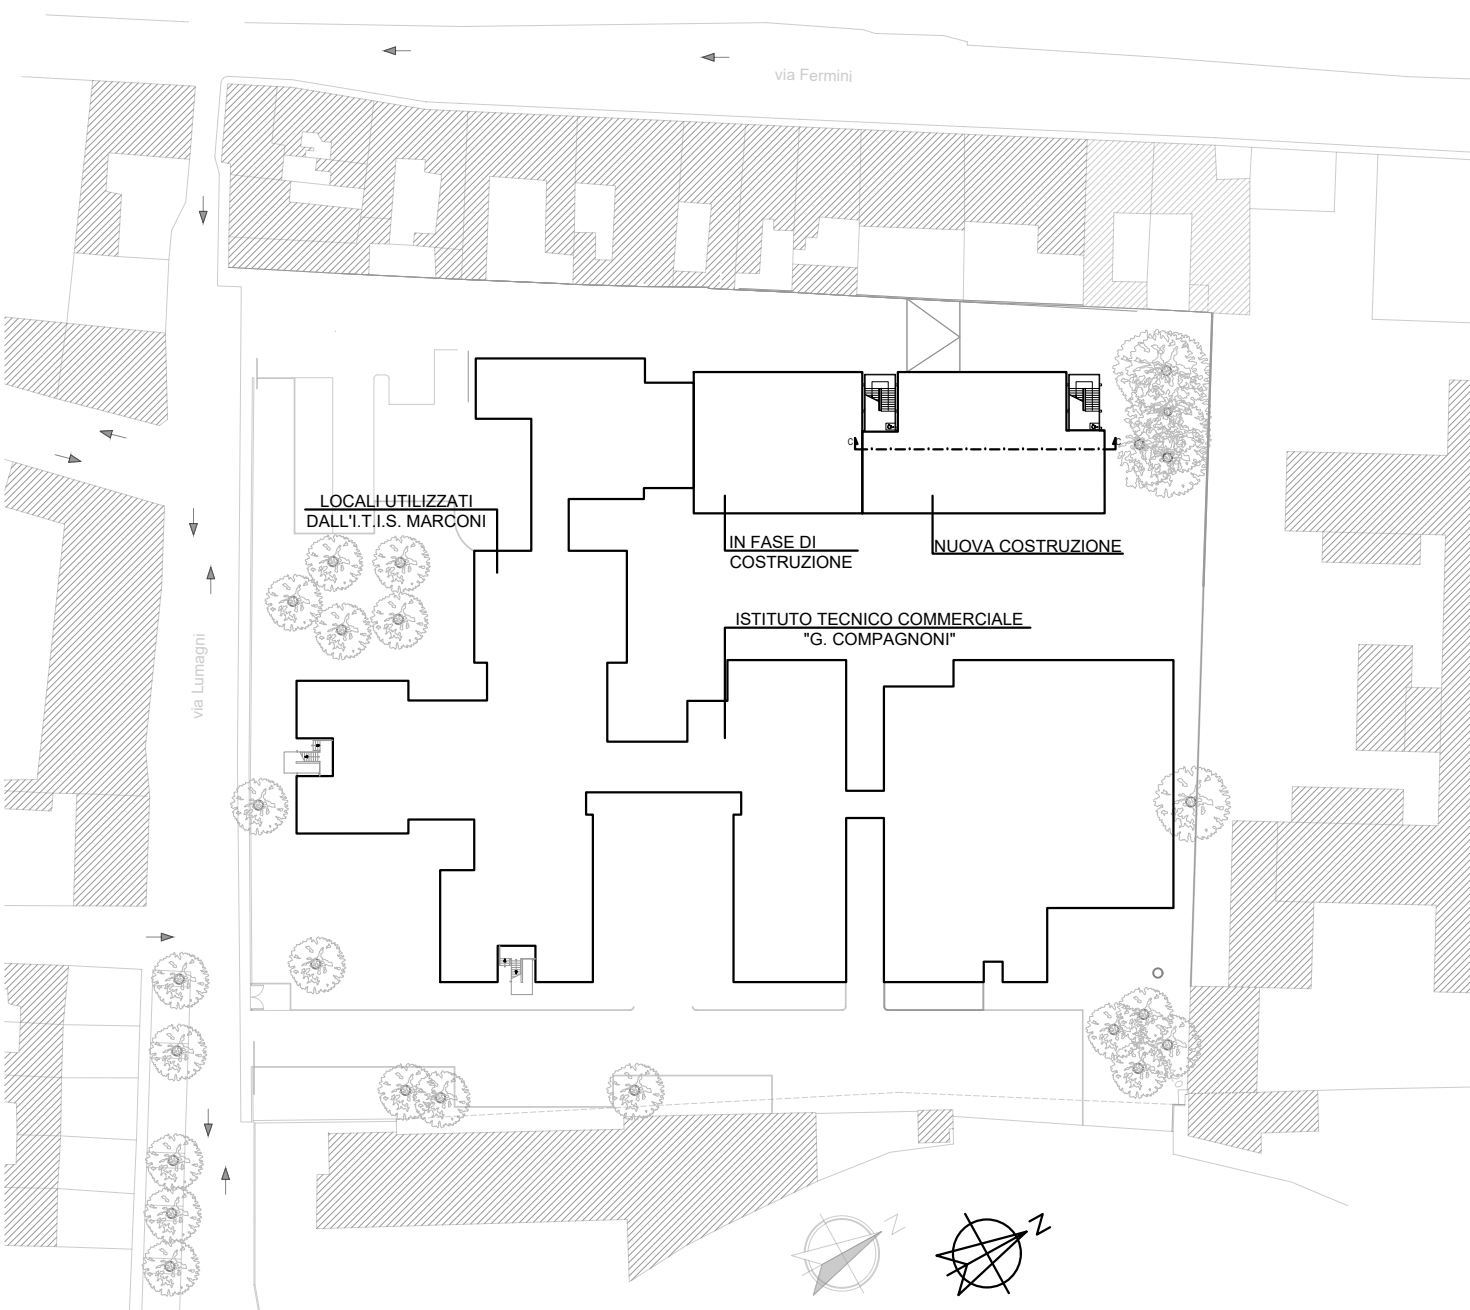 via Fermini
LOCALI UTILIZZATI
DALL'I.T.I.S. MARCONI
C
C
IN FASE DI
COSTRUZIONE
NUOVA COSTRUZIONE
ISTITUTO TECNICO COMMERCIALE
"G. COMPAGNONI"
via Lumagni
N
N